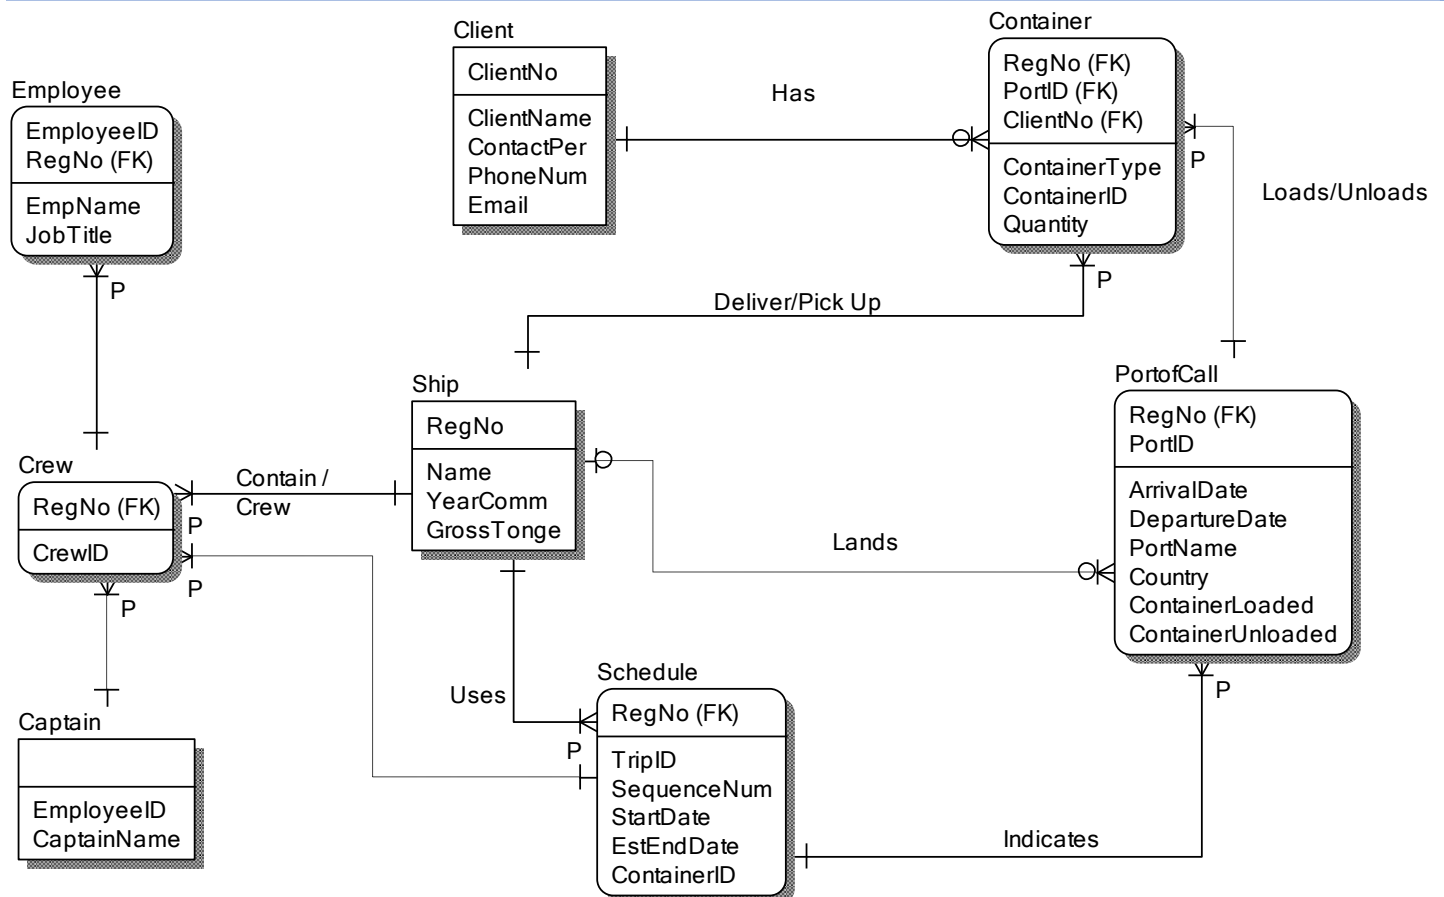 Client
ClientNo
ClientName
ContactPer
PhoneNum
Email
Has
Container
RegNo (FK)
PortID (FK)
ClientNo (FK)
ContainerType
ContainerID
Quantity
P
P
Loads/Unloads
Employee
EmployeeID
RegNo (FK)
EmpName
JobTitle
P
Deliver/Pick Up
Ship
RegNo
Name
YearComm
GrossTonge
Crew
RegNo (FK)
CrewID
P
P
P
Contain /
Crew
Lands
PortofCall
RegNo (FK)
PortID
ArrivalDate
DepartureDate
PortName
Country
ContainerLoaded
ContainerUnloaded
P
Captain
EmployeeID
CaptainName
Uses
P
Schedule
RegNo (FK)
TripID
SequenceNum
StartDate
EstEndDate
ContainerID
Indicates